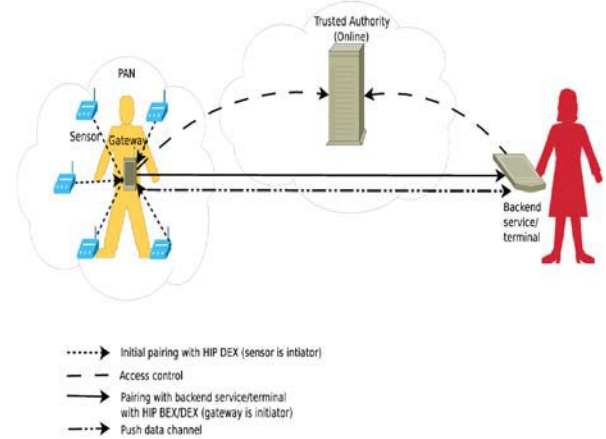 Trusted Authority
(Online)
PAN
Sensor
Gateway
Backend
service/
terminal
Initial pairing with HIP DEX (sensor is intiator)
Access control
Pairing with backend service/terminal
with HIP BEX/DEX (gateway is initiator)
Push data channel